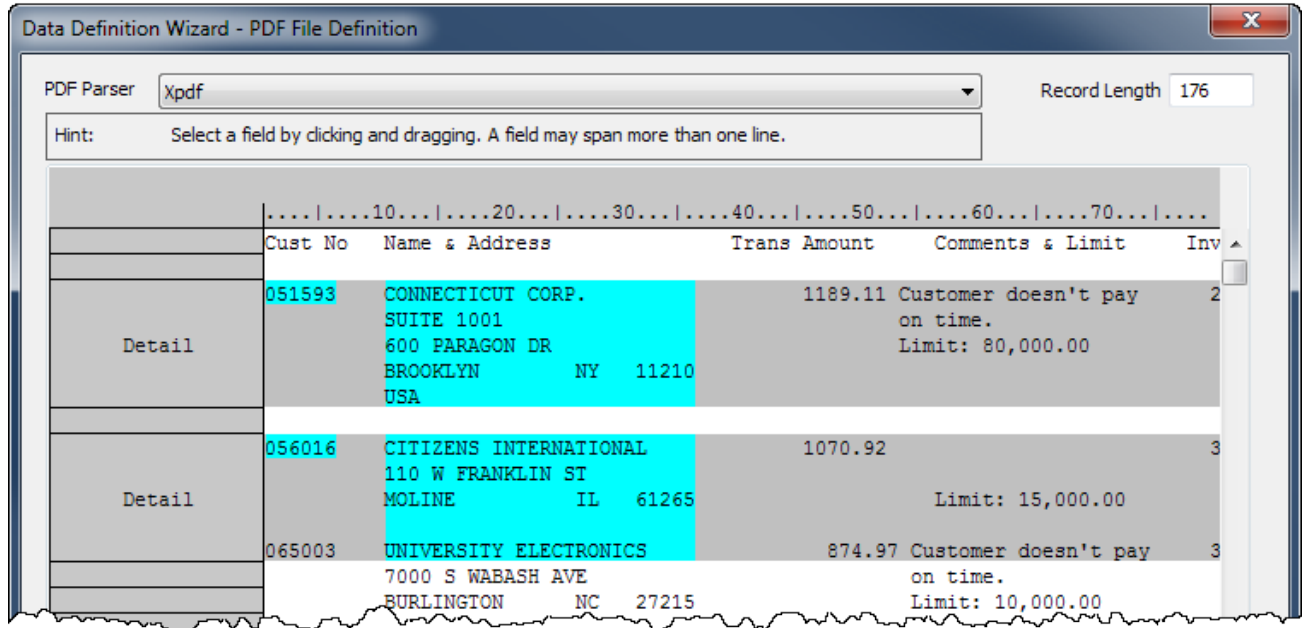 Data Definition Wizard - PDF File Definition
PDF Parser Xpdf Record Length 176
Hint: Select a field by clicking and dragging. A field may span more than one line.
....|....10...|....20...|....30...|....40...|....50...|....60...|....70...|....
Cust No Name & Address Trans Amount Comments & Limit Inv
051593 CONNECTICUT CORP. 1189.11 Customer doesn't pay 2
SUITE 1001 on time.
Detail 600 PARAGON DR Limit: 80,000.00
BROOKLYN NY 11210
USA
056016 CITIZENS INTERNATIONAL 1070.92 3
110 W FRANKLIN ST
Detail MOLINE IL 61265 Limit: 15,000.00
065003 UNIVERSITY ELECTRONICS 874.97 Customer doesn't pay 3
7000 S WABASH AVE on time.
BURLINGTON NC 27215 Limit: 10,000.00